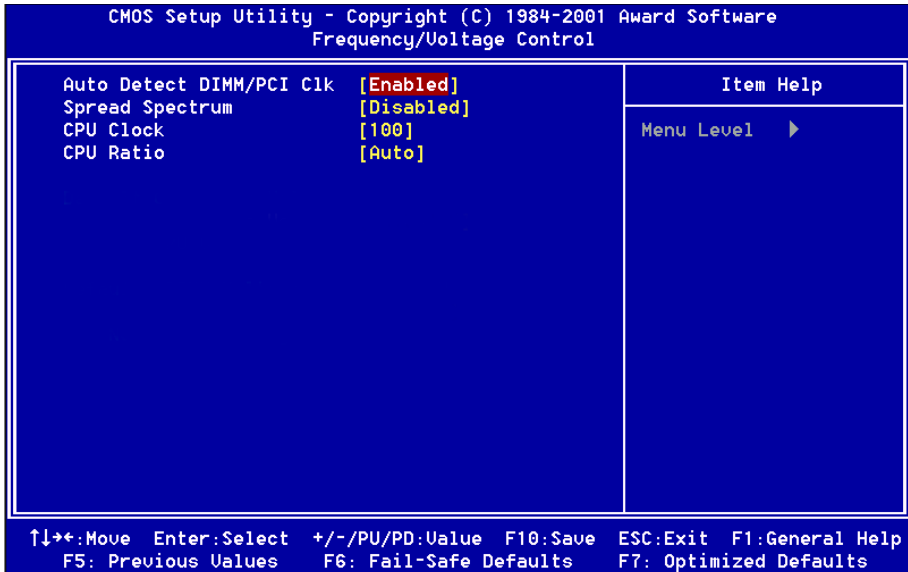 CMOS Setup Utility - Copyright (C) 1984-2001 Award Software
Frequency/Voltage Control
Auto Detect DIMM/PCI Clk [Enabled]
Spread Spectrum [Disabled]
CPU Clock [100]
CPU Ratio [Auto]
Item Help
Menu Level ▶
↑↓→←:Move Enter:Select +/-/PU/PD:Value F10:Save ESC:Exit F1:General Help
F5: Previous Values F6: Fail-Safe Defaults F7: Optimized Defaults